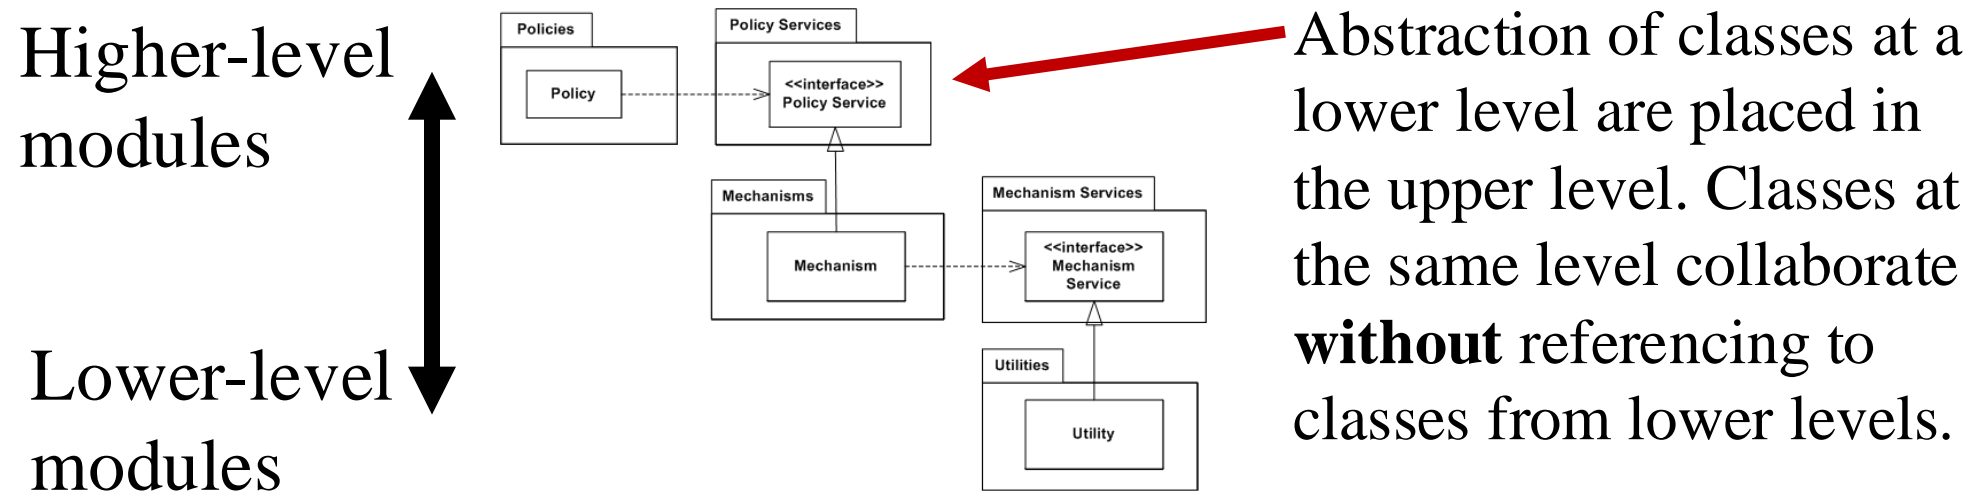 Higher-level
modules
Lower-level
modules
Policies
Policy
Policy Services
<<interface>>
Policy Service
Mechanisms
Mechanism
Mechanism Services
<<interface>>
Mechanism
Service
Utilities
Utility
Abstraction of classes at a
lower level are placed in
the upper level. Classes at
the same level collaborate
without referencing to
classes from lower levels.